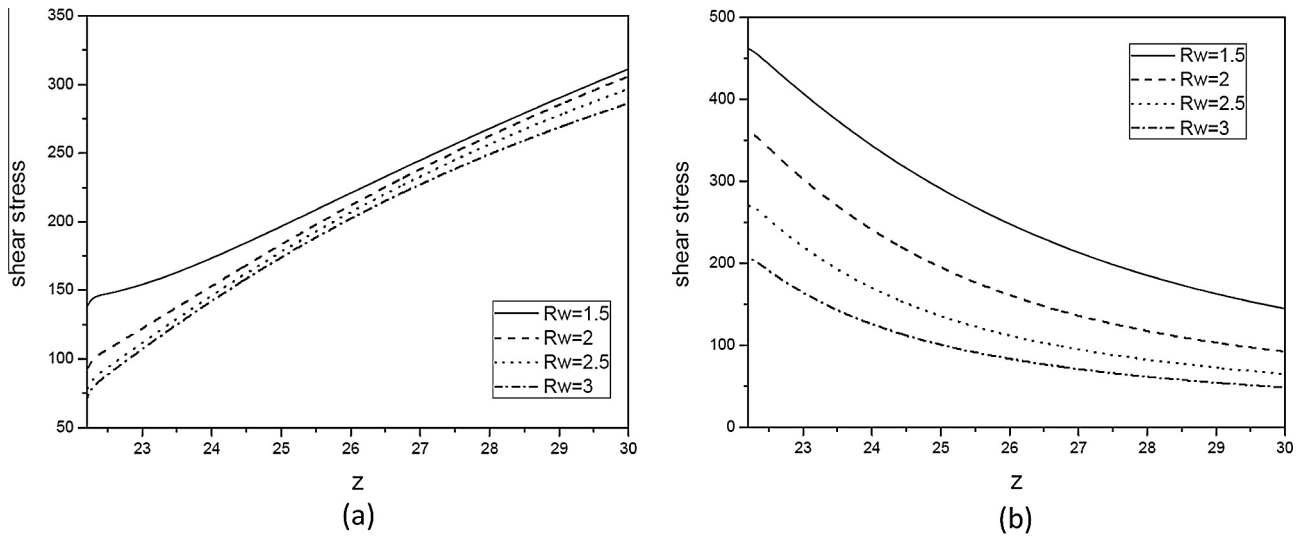 350
300
250
200
150
100
50
shear stress
23 24 25 26 27 28 29 30
z
Rw=1.5
Rw=2
Rw=2.5
Rw=3
(a)
500
400
300
200
100
0
shear stress
23 24 25 26 27 28 29 30
z
Rw=1.5
Rw=2
Rw=2.5
Rw=3
(b)